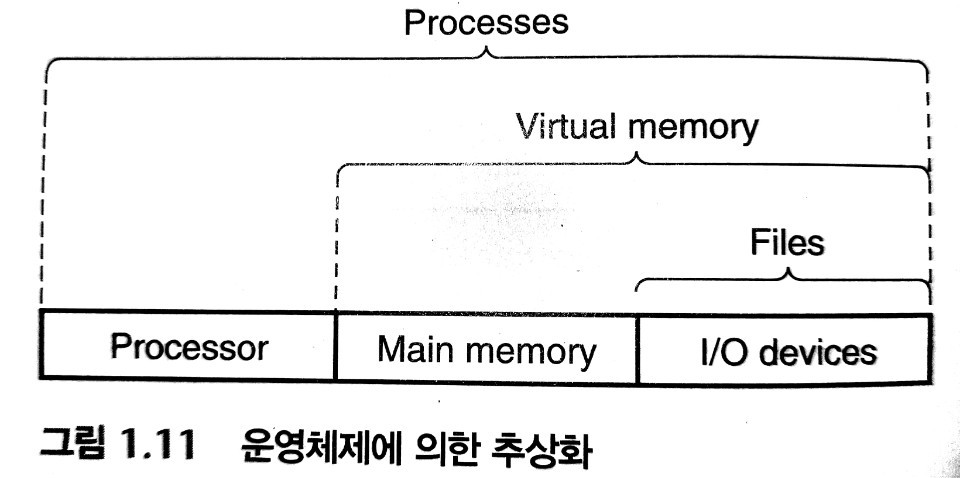 Processes
Virtual memory
Files
Processor Main memory I/O devices
그림 1.11 운영체제에 의한 추상화